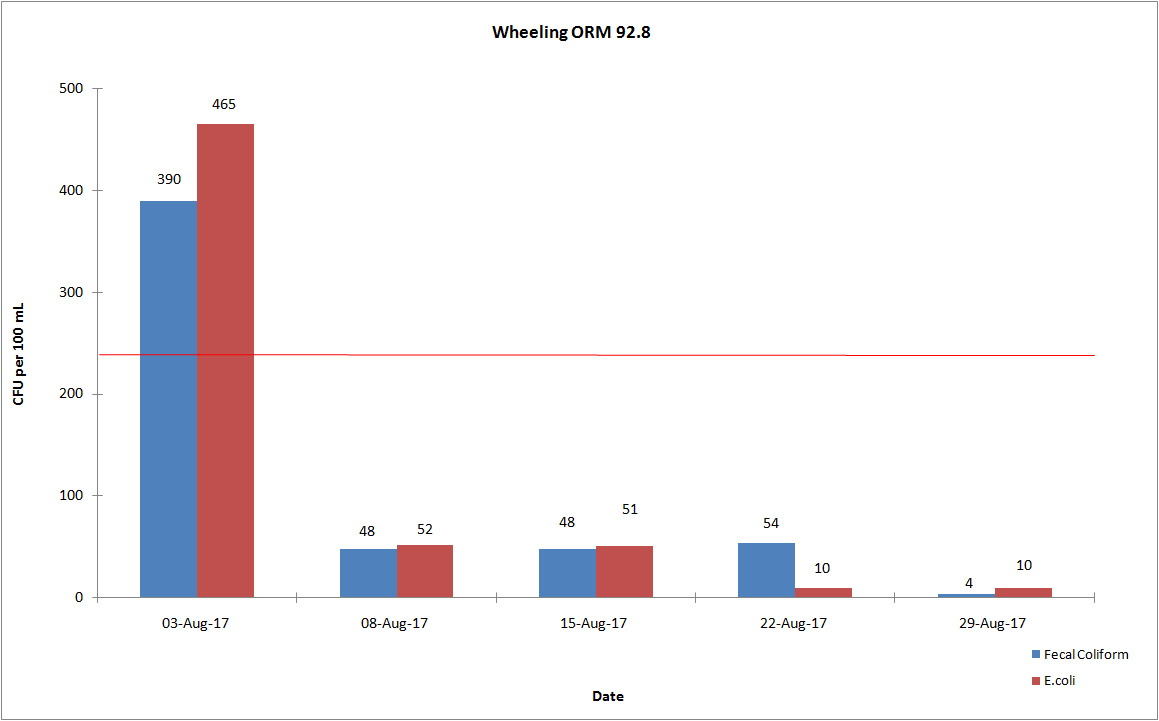 Wheeling ORM 92.8
500
465
390
400
300
CFU per 100 mL
200
100
48
52
48
51
54
10
4
10
0
03-Aug-17
08-Aug-17
15-Aug-17
22-Aug-17
29-Aug-17
Fecal Coliform
E.coli
Date